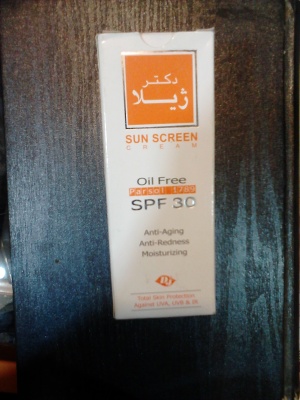 دکتر
ژیلا
SUN SCREEN
CREAM
Oil Free
Parsol 1789
SPF 30
Anti-Aging
Anti-Redness
Moisturizing
Total Skin Protection
Against UVA, UVB & IR